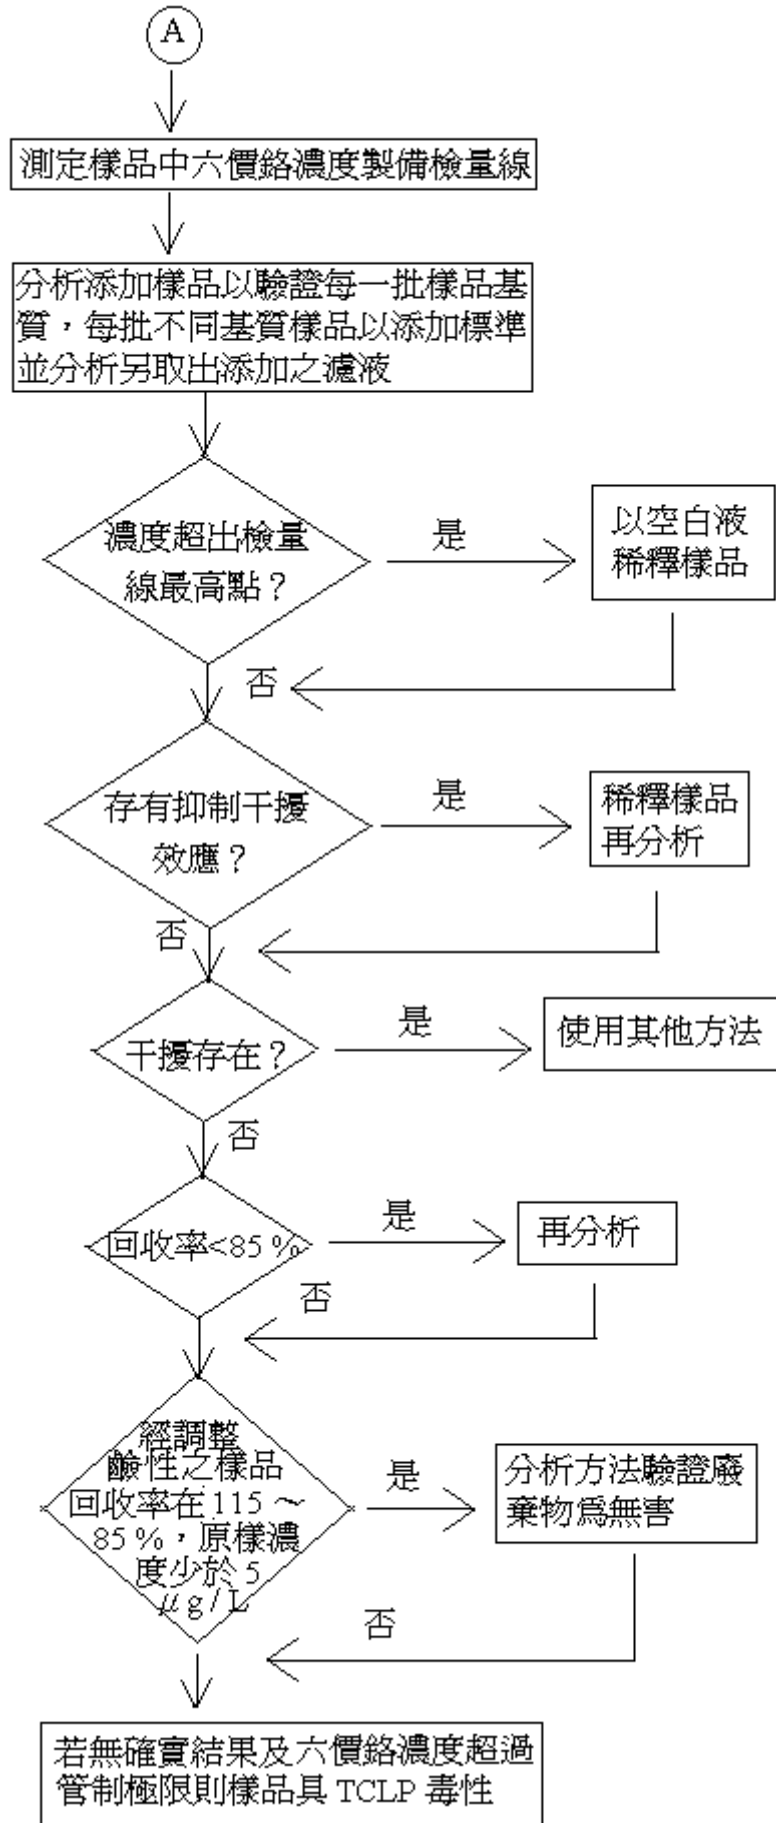 A
測定樣品中六價鉻濃度製備檢量線
分析添加樣品以驗證每一批樣品基
質，每批不同基質樣品以添加標準
並分析另取出添加之濾液
濃度超出檢量
線最高點？
是
以空白液
稀釋樣品
否
存有抑制干擾
效應？
是
稀釋樣品
再分析
否
干擾存在？
是
使用其他方法
否
回收率<85%
是
再分析
否
經調整
鹼性之樣品
回收率在115～
85%，原樣濃
度少於5
μg/L
是
分析方法驗證廢
棄物為無害
否
若無確實結果及六價鉻濃度超過
管制極限則樣品具TCLP毒性